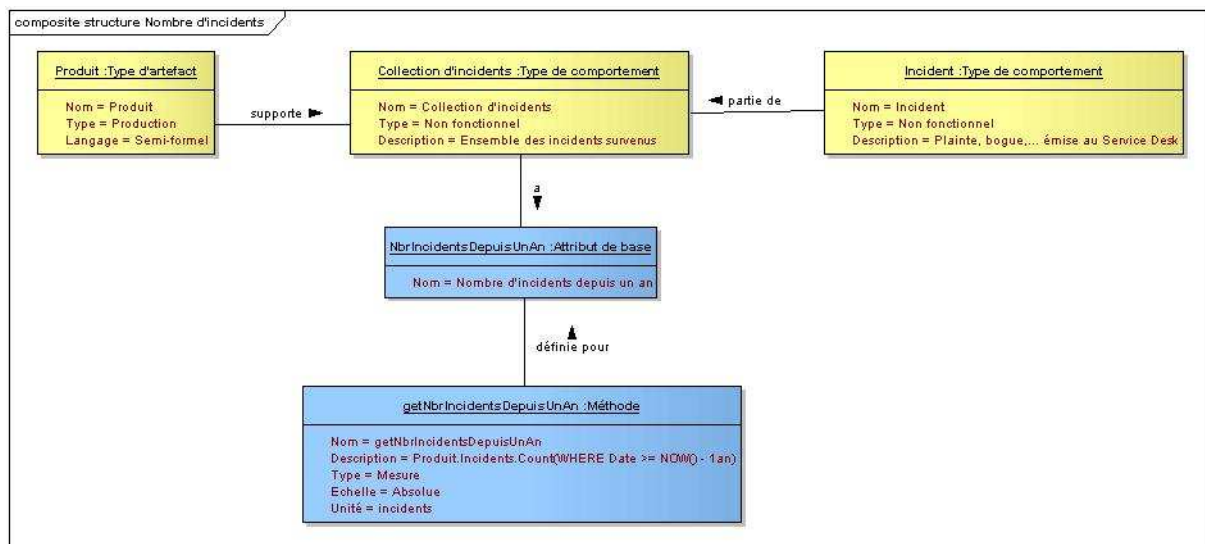 composite structure Nombre d'incidents
Produit :Type d'artefact
Nom = Produit
Type = Production
Langage = Semi-formel
supporte
Collection d'incidents :Type de comportement
Nom = Collection d'incidents
Type = Non fonctionnel
Description = Ensemble des incidents survenus
partie de
Incident :Type de comportement
Nom = Incident
Type = Non fonctionnel
Description = Plainte, bogue,... émise au Service Desk
a
NbrIncidentsDepuisUnAn :Attribut de base
Nom = Nombre d'incidents depuis un an
définie pour
getNbrIncidentsDepuisUnAn :Méthode
Nom = getNbrIncidentsDepuisUnAn
Description = Produit.Incidents.Count(WHERE Date >= NOW() - 1an)
Type = Mesure
Echelle = Absolue
Unité = incidents